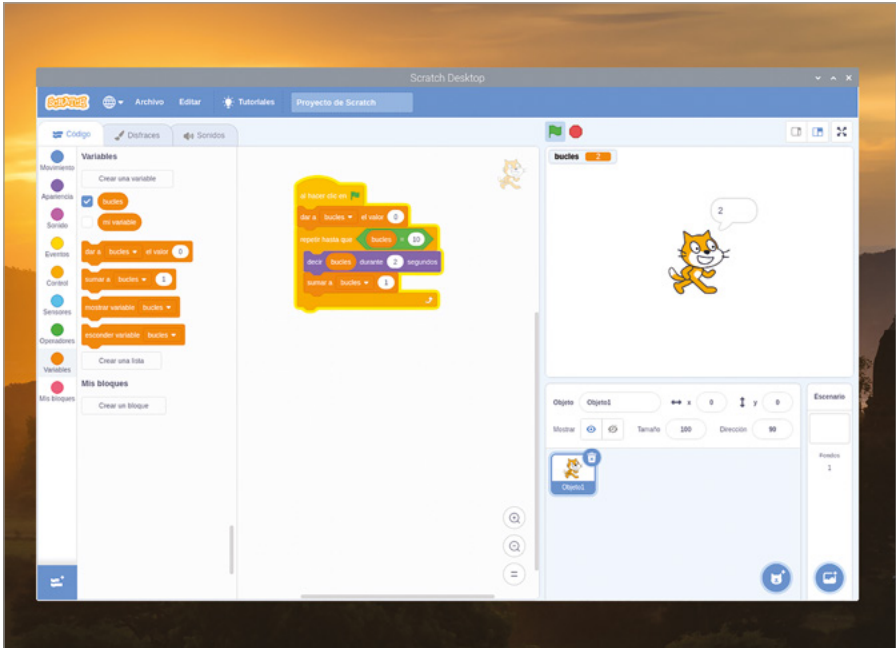 Scratch Desktop
SCRATCH
Archivo
Editar
Tutoriales
Proyecto de Scratch
Código
Disfraces
Sonidos
Movimiento
Apariencia
Sonido
Eventos
Control
Sensores
Operadores
Variables
Mis bloques
Variables
Crear una variable
bucles
mi variable
dar a bucles el valor 0
sumar a bucles 1
mostrar variable bucles
esconder variable bucles
Crear una lista
Mis bloques
Crear un bloque
al hacer clic en
dar a bucles el valor 0
repetir hasta que bucles = 10
decir bucles durante 2 segundos
sumar a bucles 1
bucles 2
2
Objeto Objeto1 x 0 y 0
Mostrar Tamaño 100 Dirección 90
Objeto1
Escenario
Fondos
1